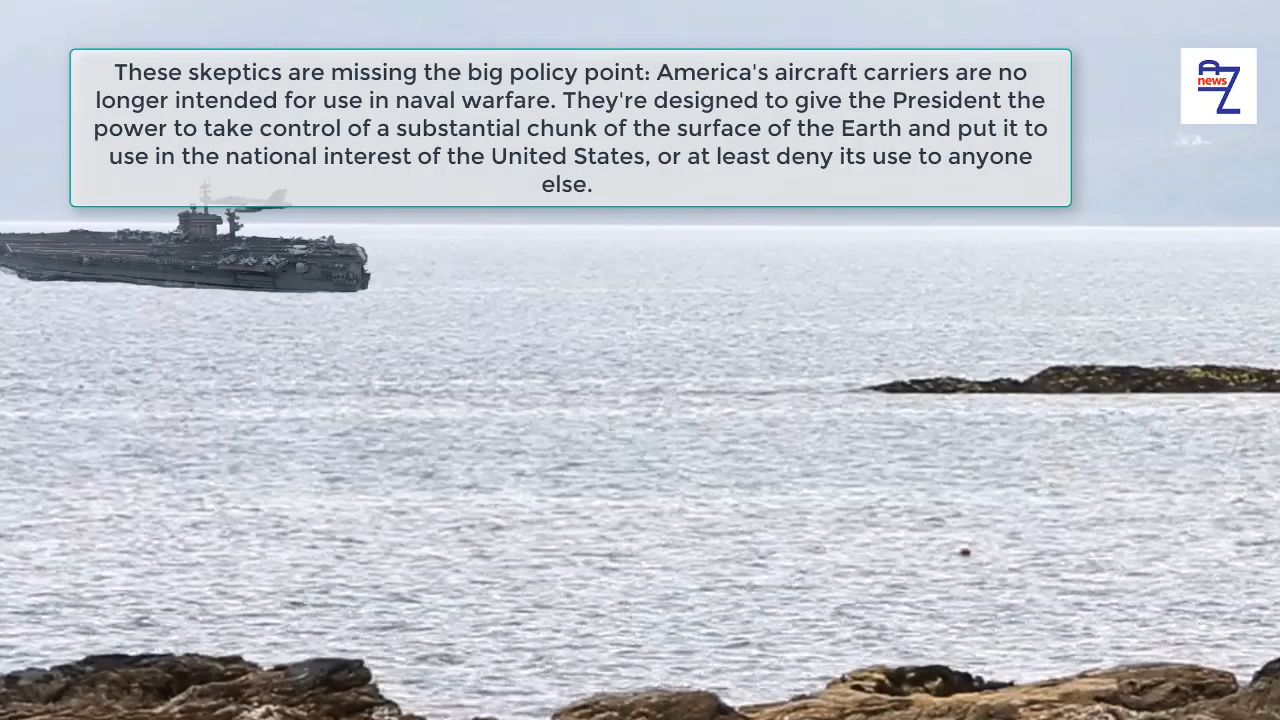 These skeptics are missing the big policy point: America's aircraft carriers are no
longer intended for use in naval warfare. They're designed to give the President the
power to take control of a substantial chunk of the surface of the Earth and put it to
use in the national interest of the United States, or at least deny its use to anyone
else.
A
news
Z